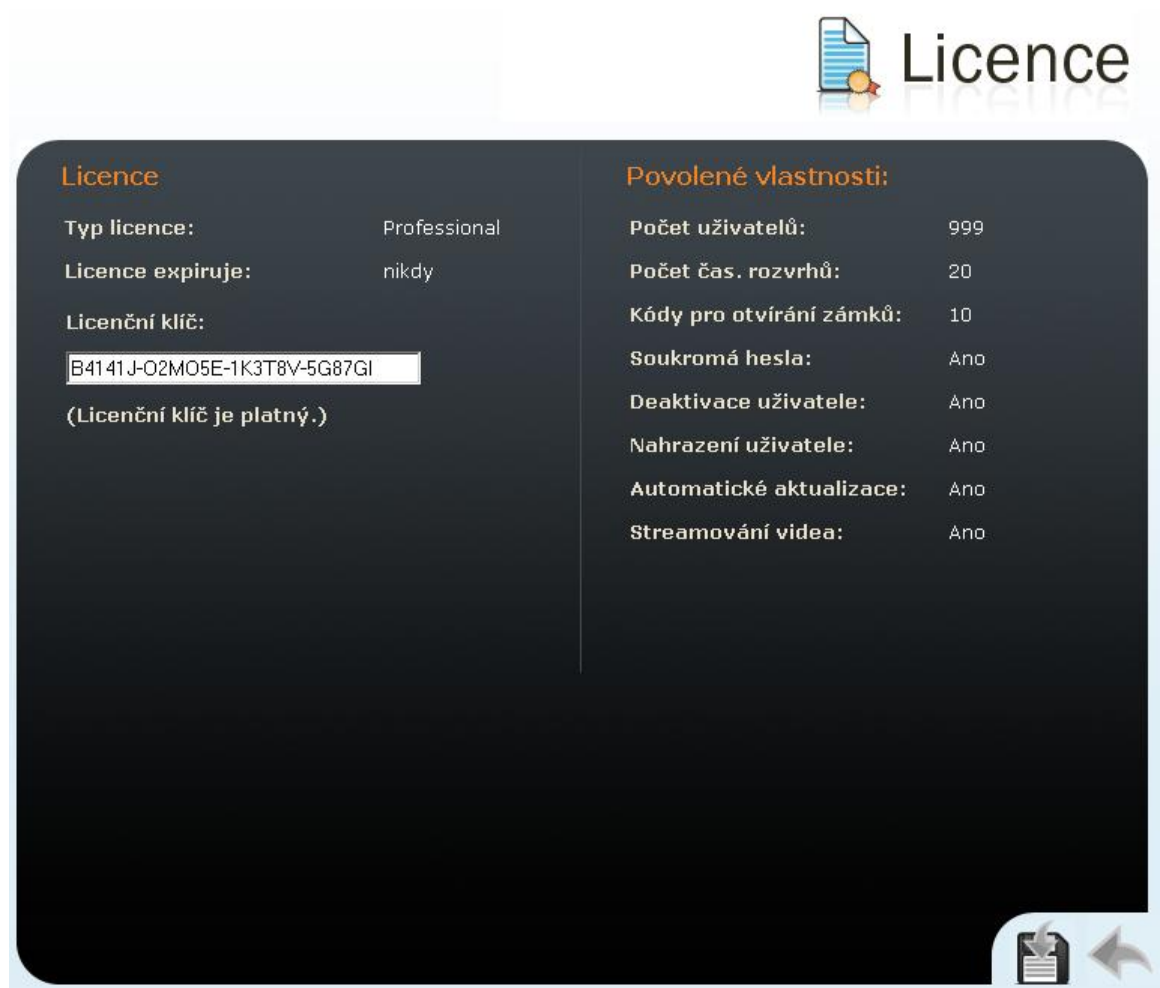 Licence
Licence
Typ licence: Professional
Licence expiruje: nikdy
Licenční klíč:
B4141J-O2MO5E-1K3T8V-5G87GI
(Licenční klíč je platný.)
Povolené vlastnosti:
Počet uživatelů: 999
Počet čas. rozvrhů: 20
Kódy pro otvírání zámků: 10
Soukromá hesla: Ano
Deaktivace uživatele: Ano
Nahrazení uživatele: Ano
Automatické aktualizace: Ano
Streamování videa: Ano